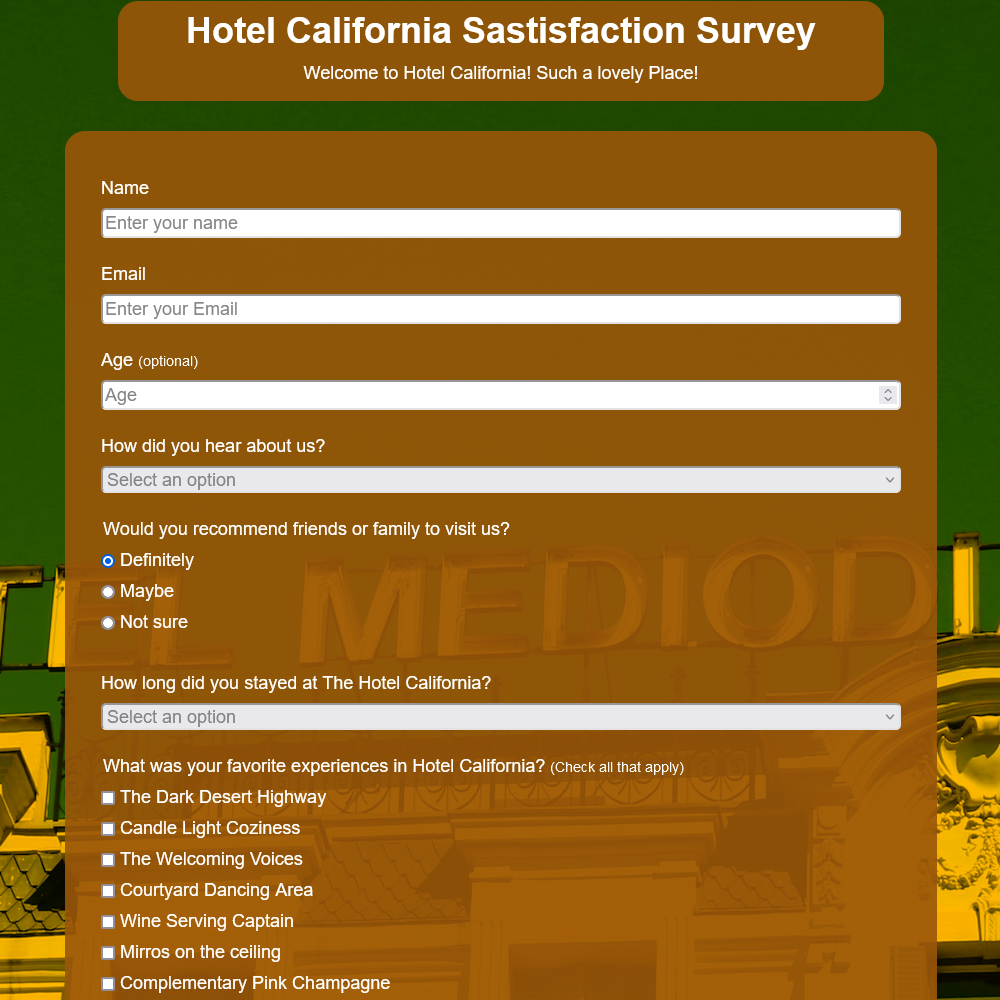 Hotel California Sastisfaction Survey
Welcome to Hotel California! Such a lovely Place!
Name
Enter your name
Email
Enter your Email
Age (optional)
Age
How did you hear about us?
Select an option
Would you recommend friends or family to visit us?
Definitely
Maybe
Not sure
EL MEDIOD
How long did you stayed at The Hotel California?
Select an option
What was your favorite experiences in Hotel California? (Check all that apply)
The Dark Desert Highway
Candle Light Coziness
The Welcoming Voices
Courtyard Dancing Area
Wine Serving Captain
Mirros on the ceiling
Complementary Pink Champagne